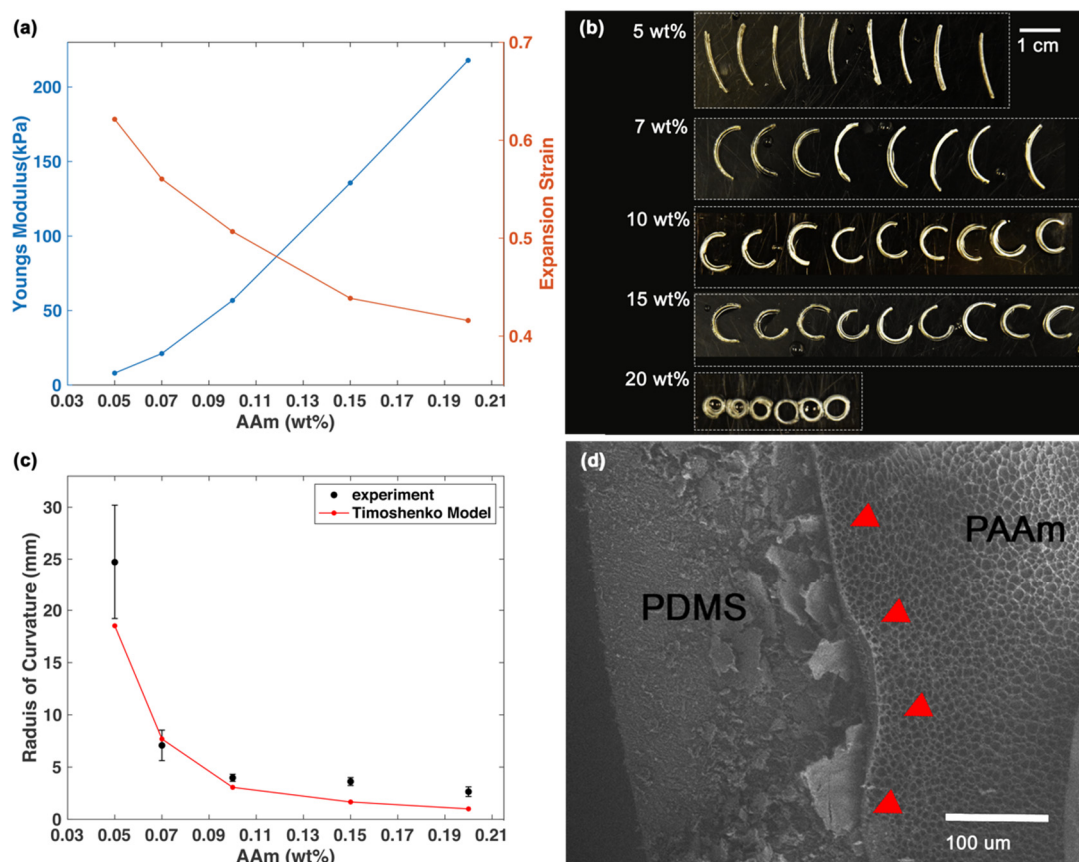 (a)
Youngs Modulus(kPa)
200
150
100
50
0
0.7
0.6
0.5
0.4
Expansion Strain
0.03 0.05 0.07 0.09 0.11 0.13 0.15 0.17 0.19 0.21
AAm (wt%)
(b)
5 wt%
1 cm
7 wt%
10 wt%
15 wt%
20 wt%
(c)
Raduis of Curvature (mm)
30
25
20
15
10
5
0
experiment
Timoshenko Model
0.03 0.05 0.07 0.09 0.11 0.13 0.15 0.17 0.19 0.21
AAm (wt%)
(d)
PDMS
PAAm
100 um